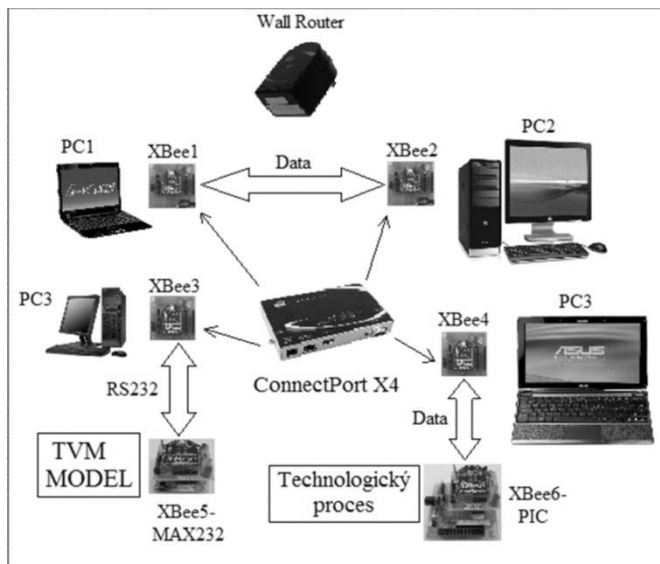 Wall Router
PC1
XBee1
Data
XBee2
PC2
PC3
XBee3
XBee4
PC3
RS232
ConnectPort X4
Data
TVM
MODEL
Technologický
proces
XBee5-
MAX232
XBee6-
PIC
ASUS